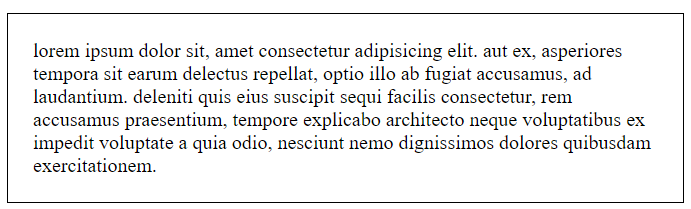 lorem ipsum dolor sit, amet consectetur adipisicing elit. aut ex, asperiores
tempora sit earum delectus repellat, optio illo ab fugiat accusamus, ad
laudantium. deleniti quis eius suscipit sequi facilis consectetur, rem
accusamus praesentium, tempore explicabo architecto neque voluptatibus ex
impedit voluptate a quia odio, nesciunt nemo dignissimos dolores quibusdam
exercitationem.